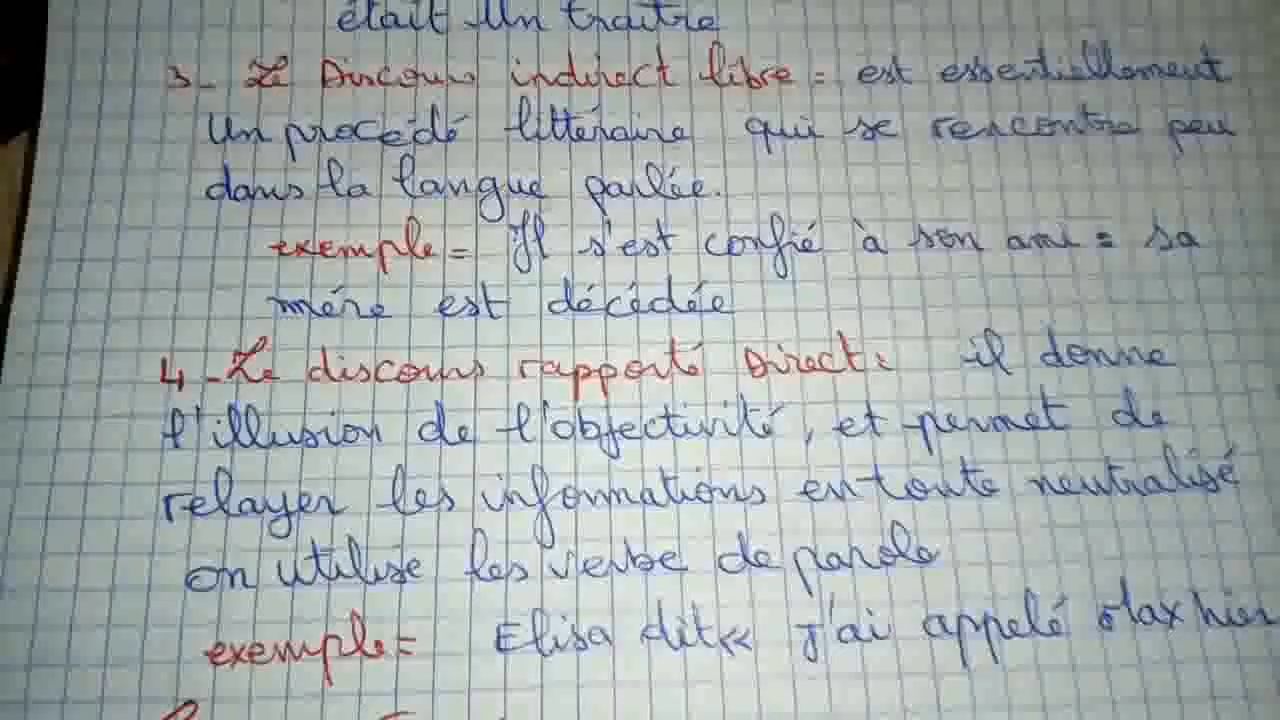 était un traitre
3- Le Discours indirect libre = est essentiellement
un procédé littéraire qui se rencontre peu
dans la langue parlée.
exemple = Il s'est confié à son ami = sa
mére est décédée
4-Le discours rapporté Direct: il donne
l'illusion de l'objectivité, et permet de
relayer les informations en toute neutralisé
on utilise les verbe de parole
exemple= Elisa dit« J'ai appelé Max hier